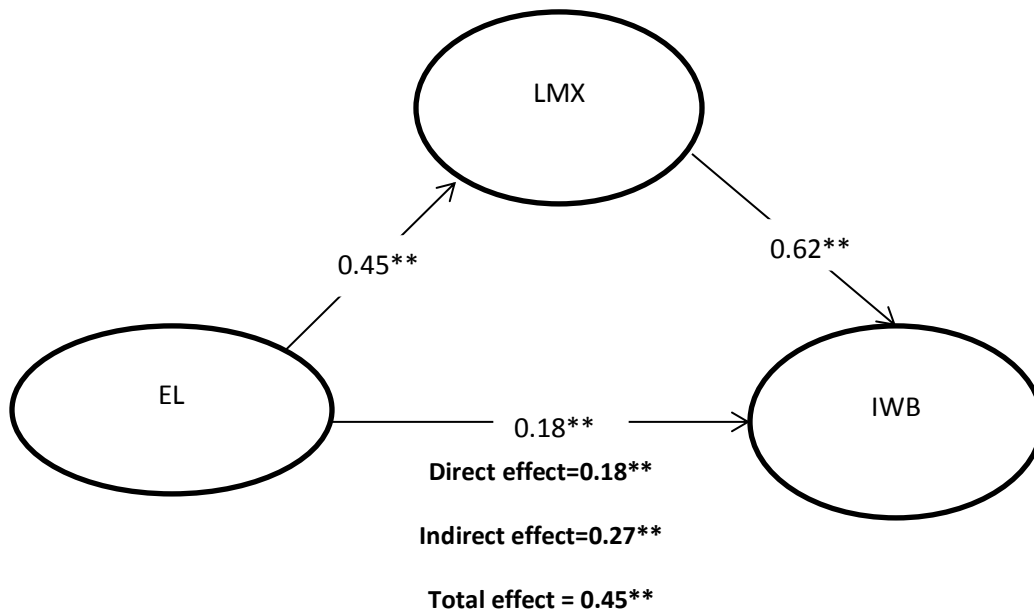 LMX
0.45**
0.62**
EL
IWB
0.18**
Direct effect=0.18**
Indirect effect=0.27**
Total effect = 0.45**